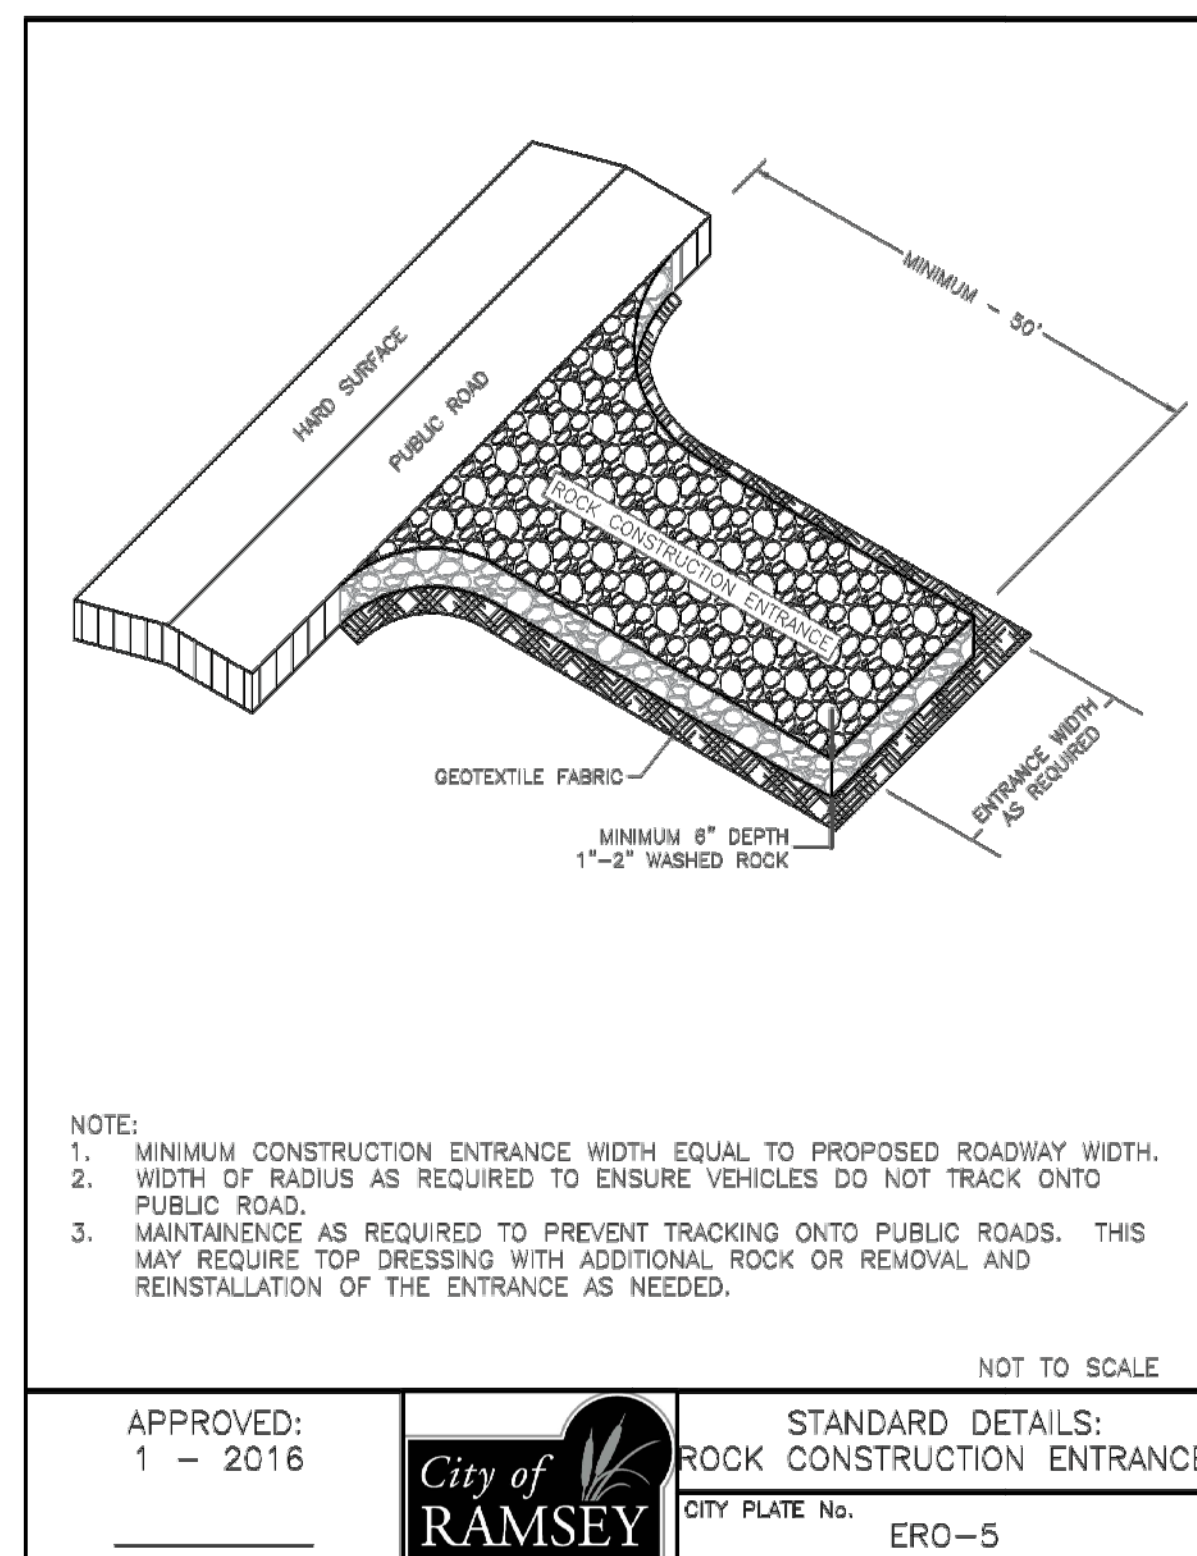 MINIMUM - 50'
HARD SURFACE
PUBLIC ROAD
ROCK CONSTRUCTION ENTRANCE
GEOTEXTILE FABRIC
ENTRANCE WIDTH
AS REQUIRED
MINIMUM 6" DEPTH
1"-2" WASHED ROCK
NOTE:
1. MINIMUM CONSTRUCTION ENTRANCE WIDTH EQUAL TO PROPOSED ROADWAY WIDTH.
2. WIDTH OF RADIUS AS REQUIRED TO ENSURE VEHICLES DO NOT TRACK ONTO
PUBLIC ROAD.
3. MAINTAINENCE AS REQUIRED TO PREVENT TRACKING ONTO PUBLIC ROADS. THIS
MAY REQUIRE TOP DRESSING WITH ADDITIONAL ROCK OR REMOVAL AND
REINSTALLATION OF THE ENTRANCE AS NEEDED.
NOT TO SCALE
APPROVED:
1 - 2016
City of
RAMSEY
STANDARD DETAILS:
ROCK CONSTRUCTION ENTRANCE
CITY PLATE No.
ERO-5